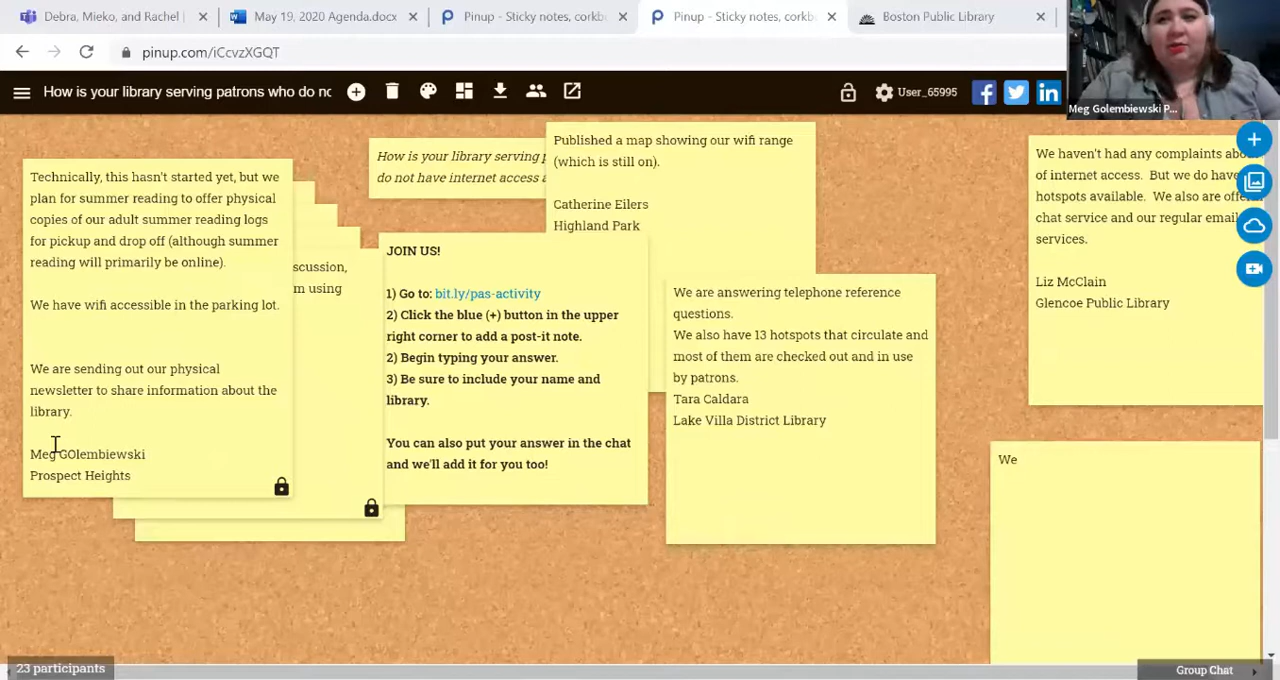 Debra, Mieko, and Rachel
May 19, 2020 Agenda.docx
Pinup - Sticky notes, corkb
Pinup - Sticky notes, corkb
Boston Public Library
pinup.com/iCcvzXGQT
How is your library serving patrons who do no
User_65995
Meg Golembiewski P...
Technically, this hasn't started yet, but we
plan for summer reading to offer physical
copies of our adult summer reading logs
for pickup and drop off (although summer
reading will primarily be online).
We have wifi accessible in the parking lot.
We are sending out our physical
newsletter to share information about the
library.
Meg GOlembiewski
Prospect Heights
scussion,
m using
How is your library serving
do not have internet access
JOIN US!
1) Go to: bit.ly/pas-activity
2) Click the blue (+) button in the upper
right corner to add a post-it note.
2) Begin typing your answer.
3) Be sure to include your name and
library.
You can also put your answer in the chat
and we'll add it for you too!
Published a map showing our wifi range
(which is still on).
Catherine Eilers
Highland Park
We are answering telephone reference
questions.
We also have 13 hotspots that circulate and
most of them are checked out and in use
by patrons.
Tara Caldara
Lake Villa District Library
We haven't had any complaints abo
of internet access. But we do have
hotspots available. We also are offer
chat service and our regular email
services.
Liz McClain
Glencoe Public Library
We
23 participants
Group Chat